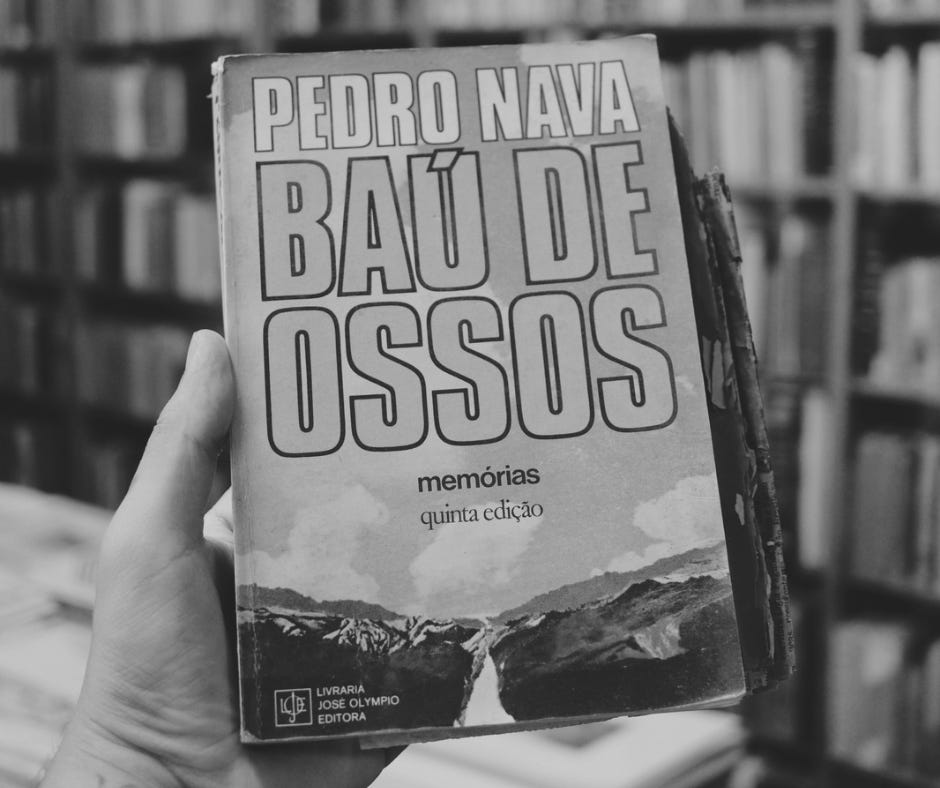 PEDRO NAVA
BAÚ DE
OSSOS
memórias
quinta edição
LIVRARIA
JOSÉ OLYMPIO
EDITORA